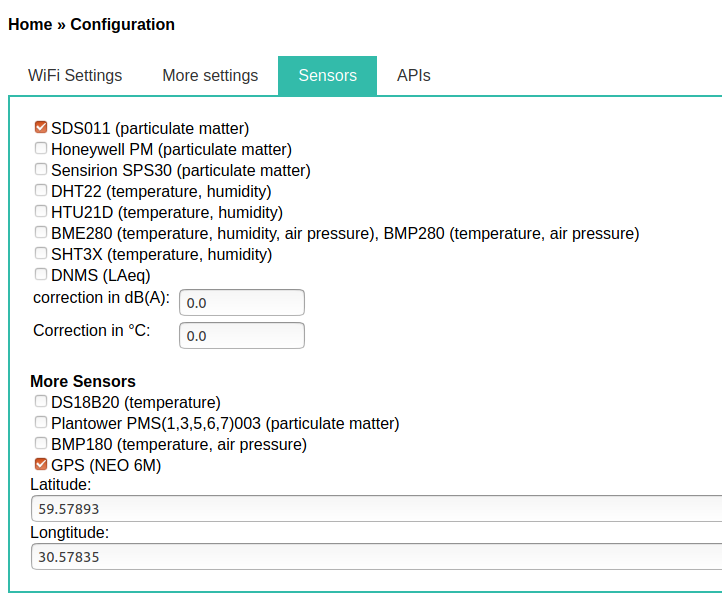 Home » Configuration
WiFi Settings More settings Sensors APIs
SDS011 (particulate matter)
Honeywell PM (particulate matter)
Sensirion SPS30 (particulate matter)
DHT22 (temperature, humidity)
HTU21D (temperature, humidity)
BME280 (temperature, humidity, air pressure), BMP280 (temperature, air pressure)
SHT3X (temperature, humidity)
DNMS (LAeq)
correction in dB(A): 0.0
Correction in °C: 0.0
More Sensors
DS18B20 (temperature)
Plantower PMS(1,3,5,6,7)003 (particulate matter)
BMP180 (temperature, air pressure)
GPS (NEO 6M)
Latitude:
59.57893
Longtitude:
30.57835